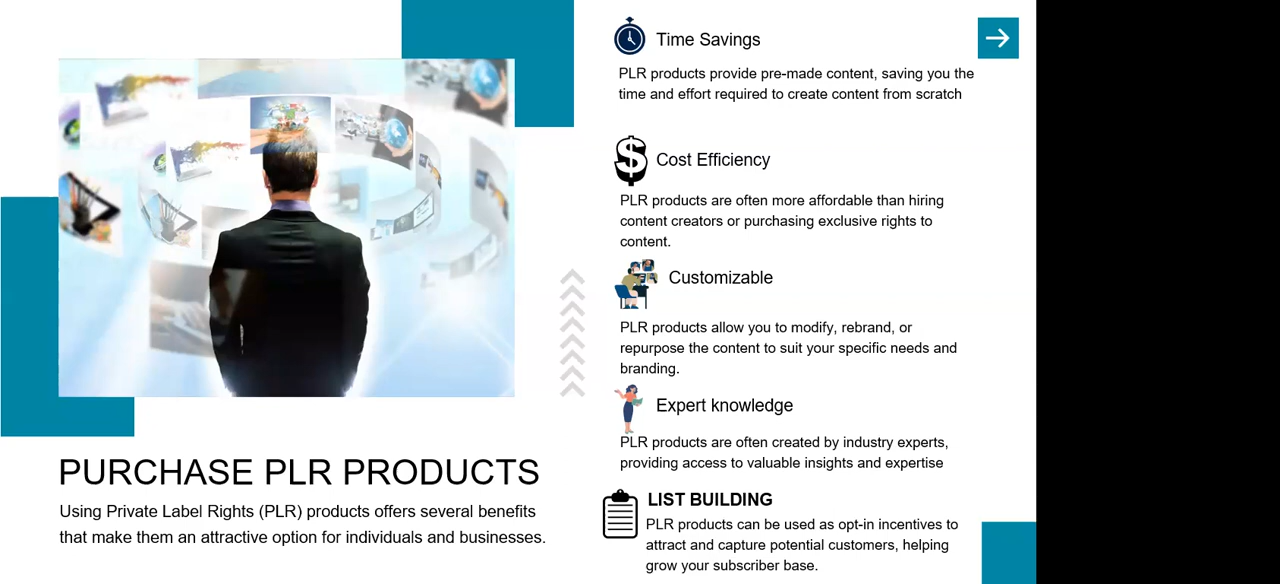 PURCHASE PLR PRODUCTS
Using Private Label Rights (PLR) products offers several benefits
that make them an attractive option for individuals and businesses.
Time Savings
PLR products provide pre-made content, saving you the
time and effort required to create content from scratch
Cost Efficiency
PLR products are often more affordable than hiring
content creators or purchasing exclusive rights to
content.
Customizable
PLR products allow you to modify, rebrand, or
repurpose the content to suit your specific needs and
branding.
Expert knowledge
PLR products are often created by industry experts,
providing access to valuable insights and expertise
LIST BUILDING
PLR products can be used as opt-in incentives to
attract and capture potential customers, helping
grow your subscriber base.